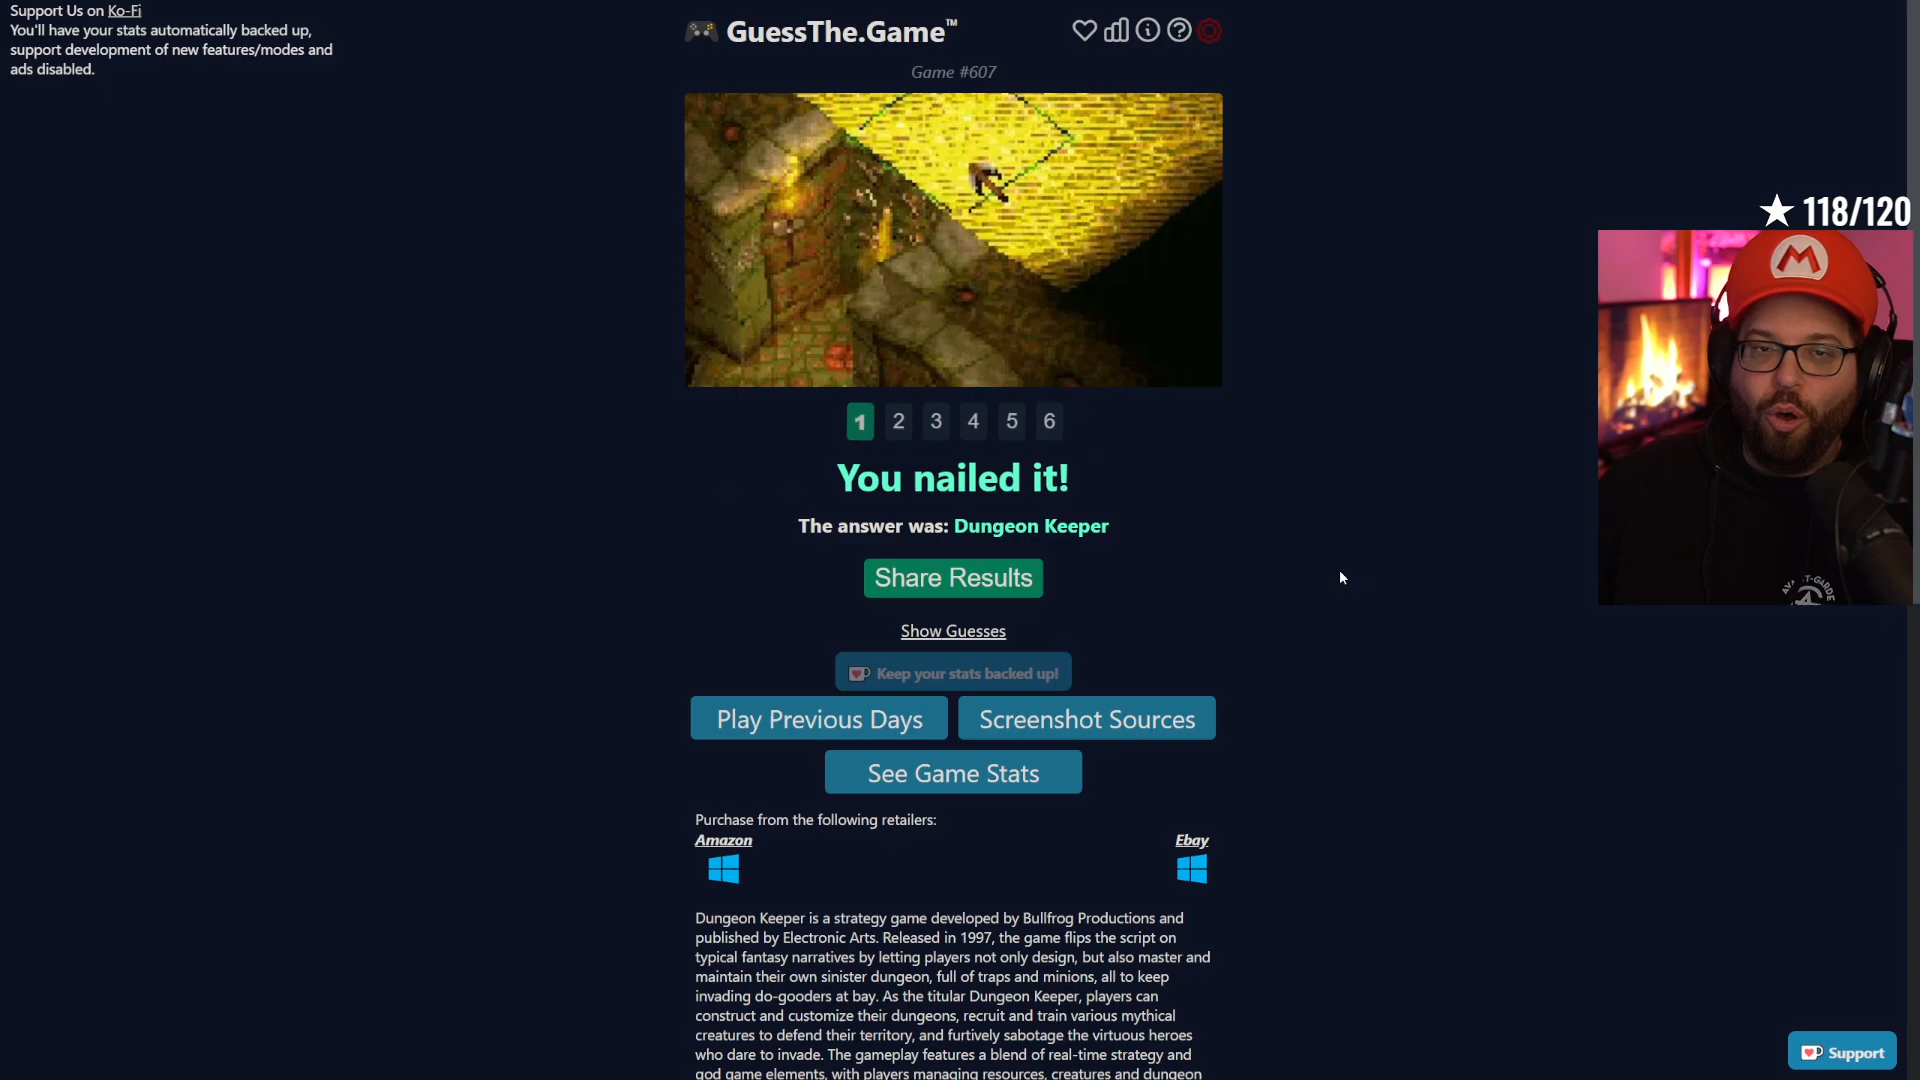 Support Us on Ko-Fi
You'll have your stats automatically backed up,
support development of new features/modes and
ads disabled.
GuessThe.Game™
Game #607
★ 118/120
M
1 2 3 4 5 6
You nailed it!
The answer was: Dungeon Keeper
Share Results
Show Guesses
Keep your stats backed up!
Play Previous Days
Screenshot Sources
See Game Stats
Purchase from the following retailers:
Amazon
Ebay
Dungeon Keeper is a strategy game developed by Bullfrog Productions and
published by Electronic Arts. Released in 1997, the game flips the script on
typical fantasy narratives by letting players not only design, but also master and
maintain their own sinister dungeon, full of traps and minions, all to keep
invading do-gooders at bay. As the titular Dungeon Keeper, players can
construct and customize their dungeons, recruit and train various mythical
creatures to defend their territory, and furtively sabotage the virtuous heroes
who dare to invade. The gameplay features a blend of real-time strategy and
god game elements, with players managing resources, creatures and dungeon
Support